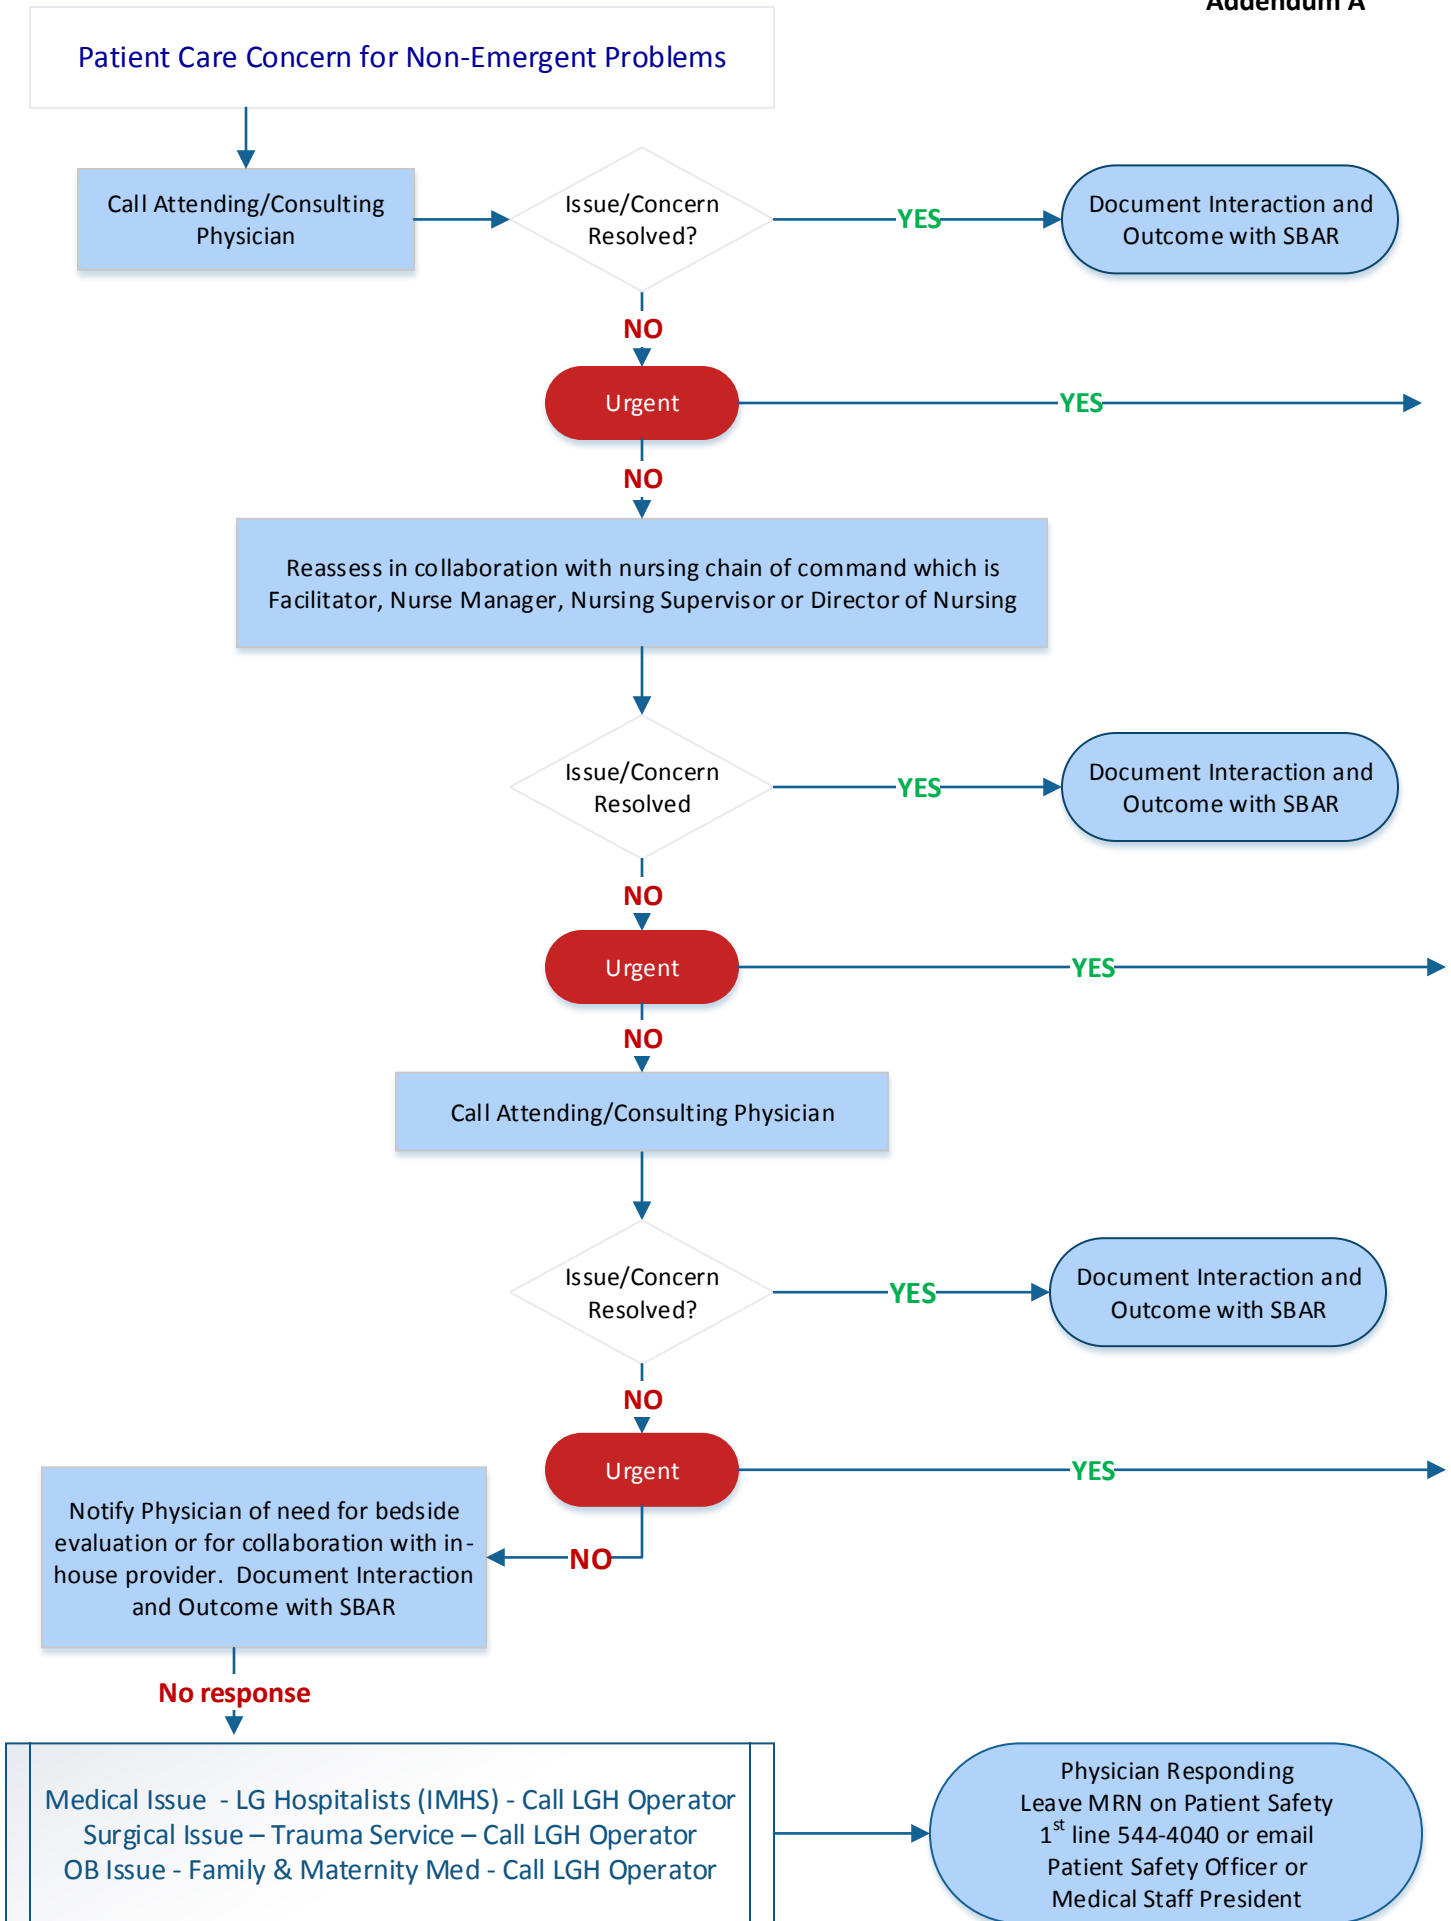 Addendum A
Patient Care Concern for Non-Emergent Problems
Call Attending/Consulting
Physician
Issue/Concern
Resolved?
YES
Document Interaction and
Outcome with SBAR
NO
Urgent
YES
NO
Reassess in collaboration with nursing chain of command which is
Facilitator, Nurse Manager, Nursing Supervisor or Director of Nursing
Issue/Concern
Resolved
YES
Document Interaction and
Outcome with SBAR
NO
Urgent
YES
NO
Call Attending/Consulting Physician
Issue/Concern
Resolved?
YES
Document Interaction and
Outcome with SBAR
NO
Urgent
YES
NO
Notify Physician of need for bedside
evaluation or for collaboration with in-
house provider.  Document Interaction
and Outcome with SBAR
No response
Medical Issue  - LG Hospitalists (IMHS) - Call LGH Operator
Surgical Issue – Trauma Service – Call LGH Operator
OB Issue - Family & Maternity Med - Call LGH Operator
Physician Responding
Leave MRN on Patient Safety
1st line 544-4040 or email
Patient Safety Officer or
Medical Staff President